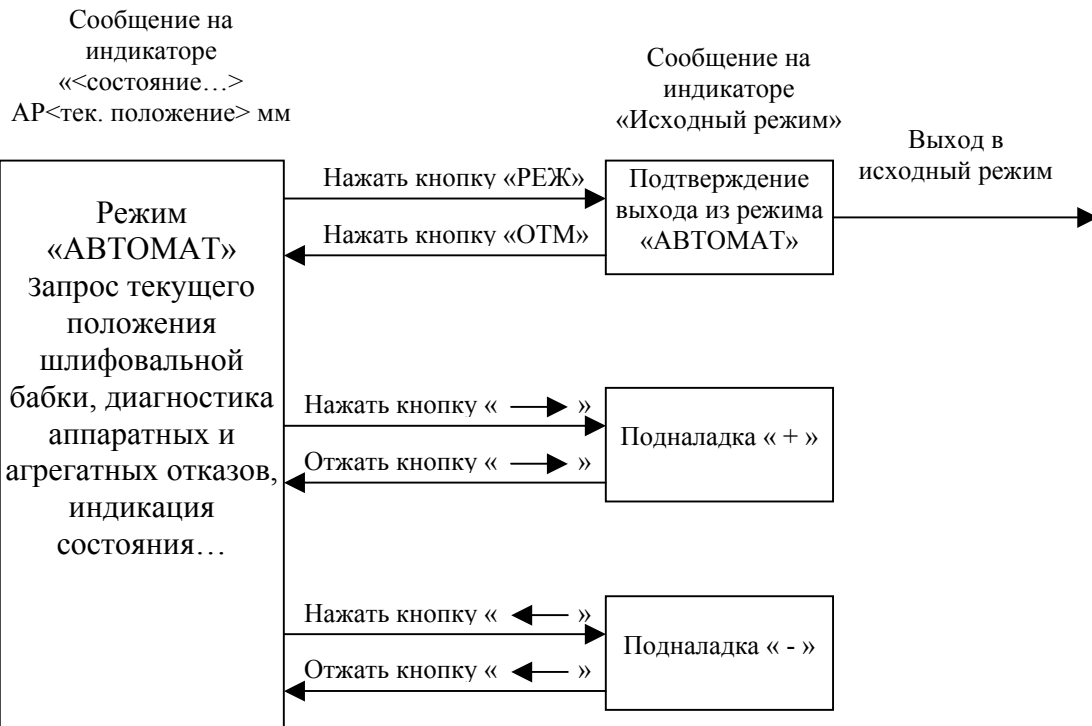 Сообщение на
индикаторе
«<состояние…>
АР<тек. положение> мм
Сообщение на
индикаторе
«Исходный режим»
Выход в
исходный режим
Режим
«АВТОМАТ»
Запрос текущего
положения
шлифовальной
бабки, диагностика
аппаратных и
агрегатных отказов,
индикация
состояния…
Нажать кнопку «РЕЖ»
Нажать кнопку «ОТМ»
Подтверждение
выхода из режима
«АВТОМАТ»
Нажать кнопку « → »
Отжать кнопку « → »
Подналадка « + »
Нажать кнопку « ← »
Отжать кнопку « ← »
Подналадка « - »